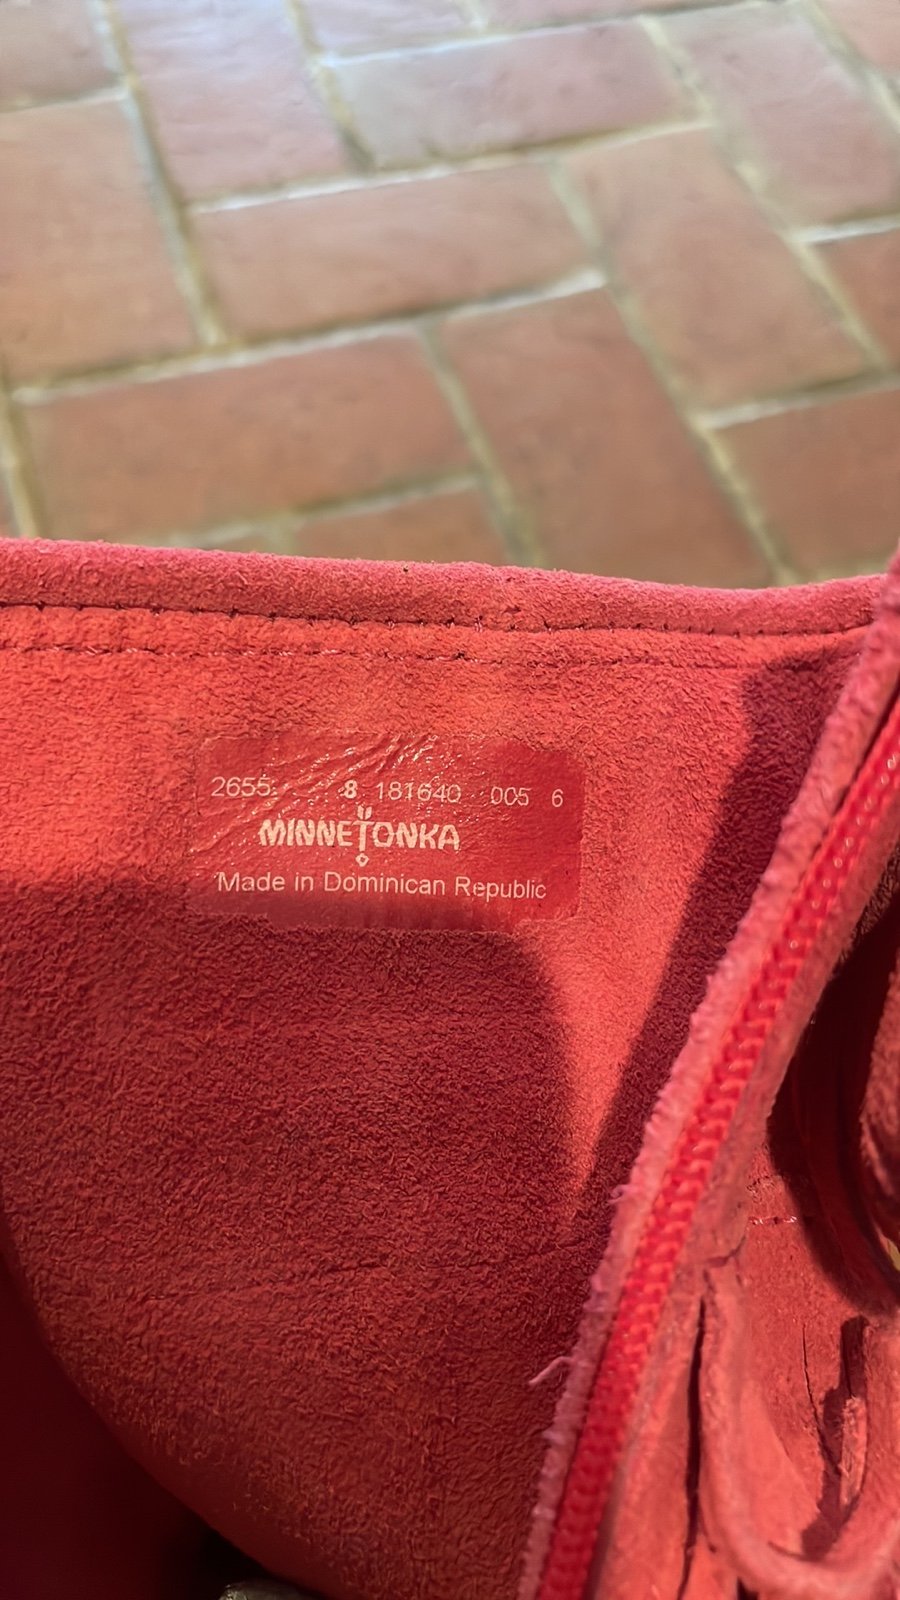 2655 8 181640 005 6
MINNETONKA
Made in Dominican Republic